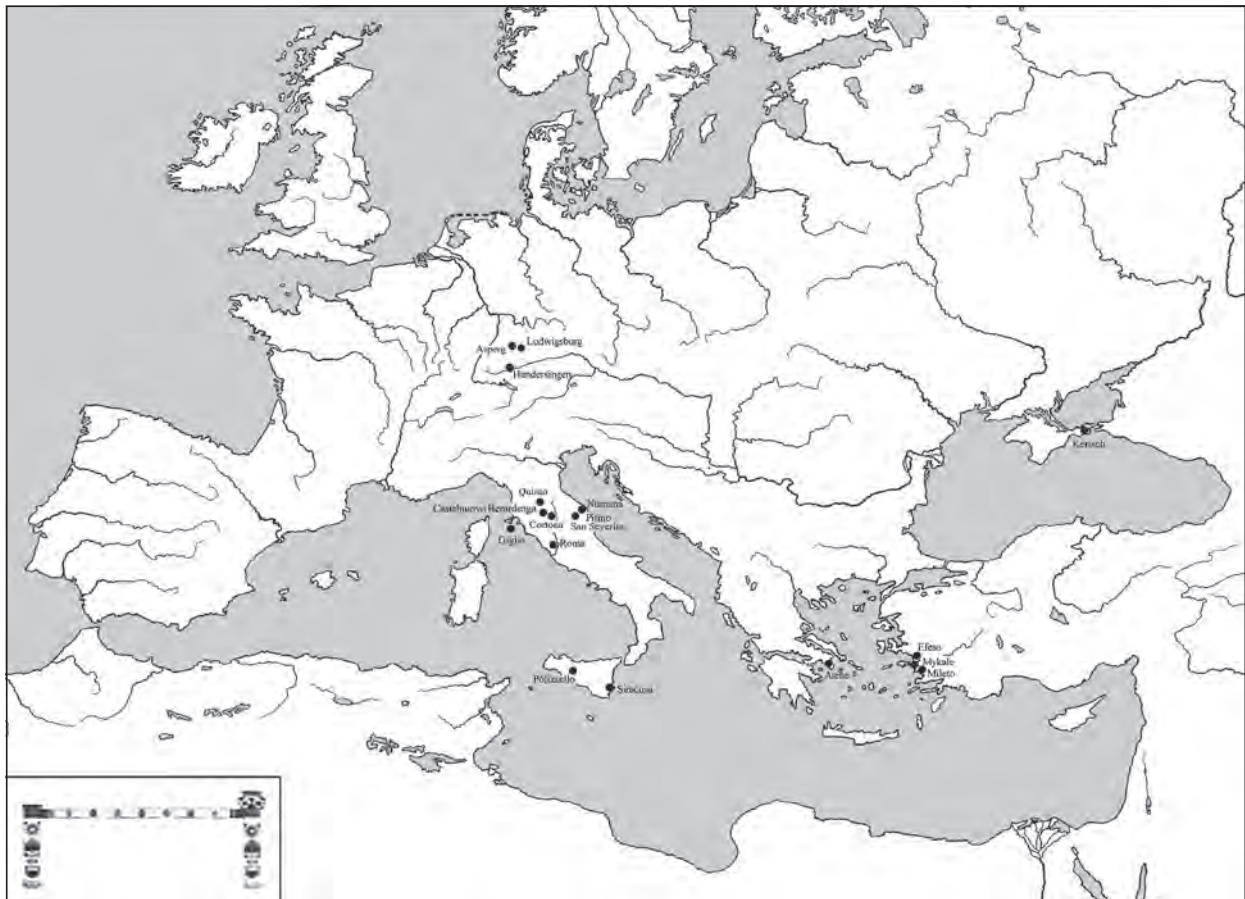 Asperg
Ludwigsburg
Hundersingen
Kertsch
Quinto
Numana
Castelnuovo Berardenga
Pitino
Cortona
San Severino
Giglio
Roma
Efeso
Mykale
Atene
Mileto
Polizzello
Siracusa